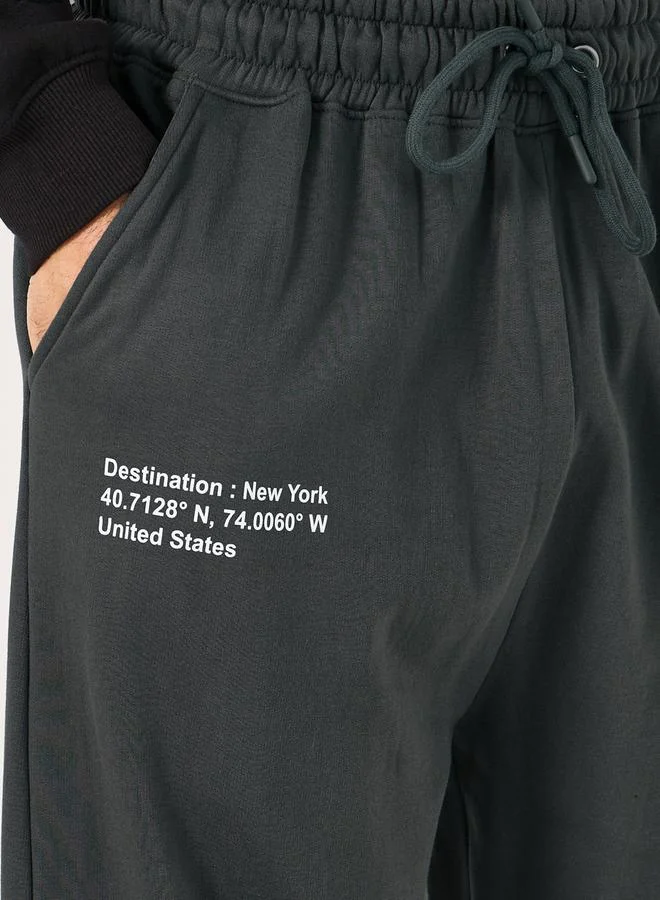 Destination : New York
40.7128° N, 74.0060° W
United States